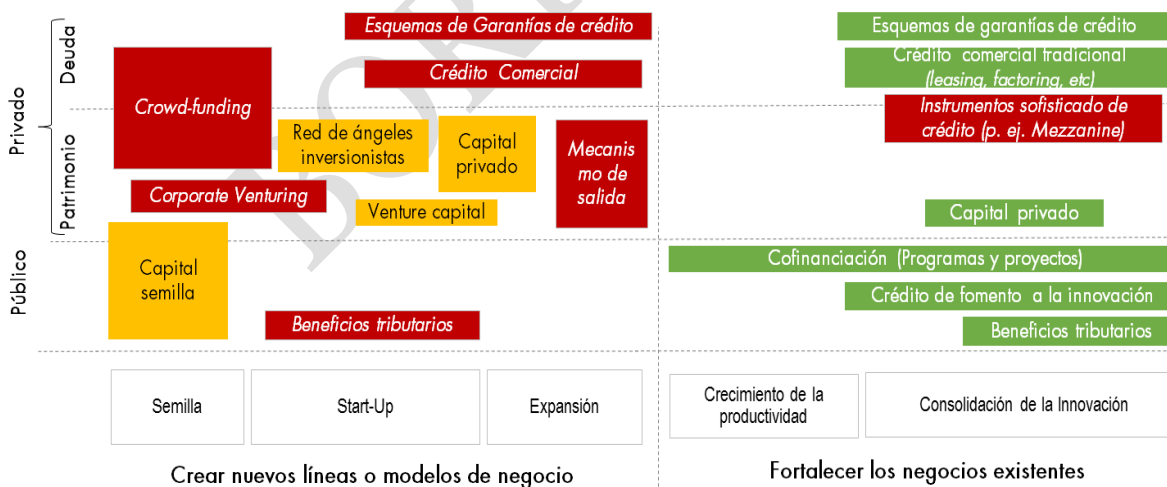 Privado
Deuda
Esquemas de Garantías de crédito
Crédito Comercial
Crowd-funding
Esquemas de garantías de crédito
Crédito comercial tradicional
(leasing, factoring, etc)
Instrumentos sofisticado de
crédito (p. ej. Mezzanine)
Patrimonio
Red de ángeles
inversionistas
Capital
privado
Mecanis
mo de
salida
Corporate Venturing
Venture capital
Capital privado
Público
Capital
semilla
Beneficios tributarios
Cofinanciación (Programas y proyectos)
Crédito de fomento a la innovación
Beneficios tributarios
Semilla
Start-Up
Expansión
Crecimiento de la
productividad
Consolidación de la Innovación
Crear nuevos líneas o modelos de negocio
Fortalecer los negocios existentes